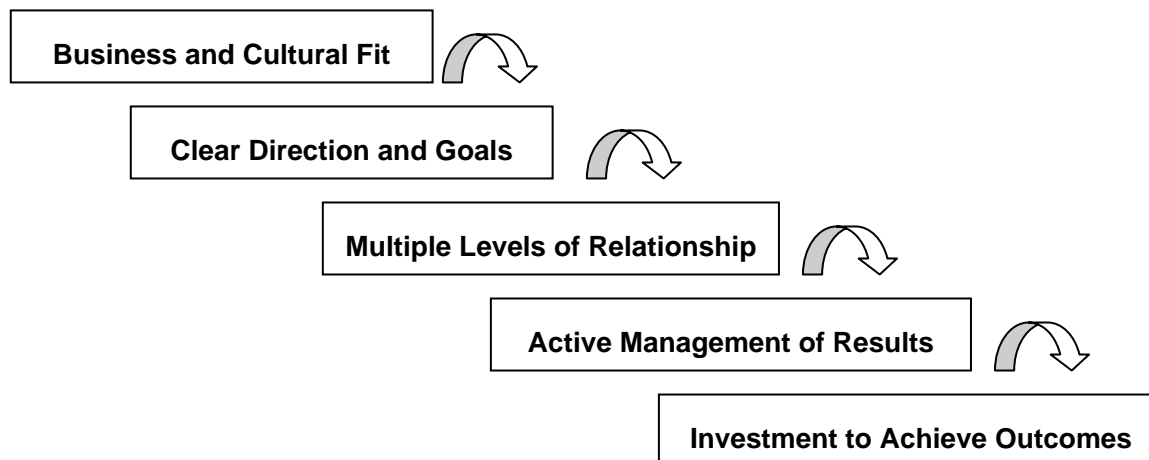 Business and Cultural Fit
Clear Direction and Goals
Multiple Levels of Relationship
Active Management of Results
Investment to Achieve Outcomes